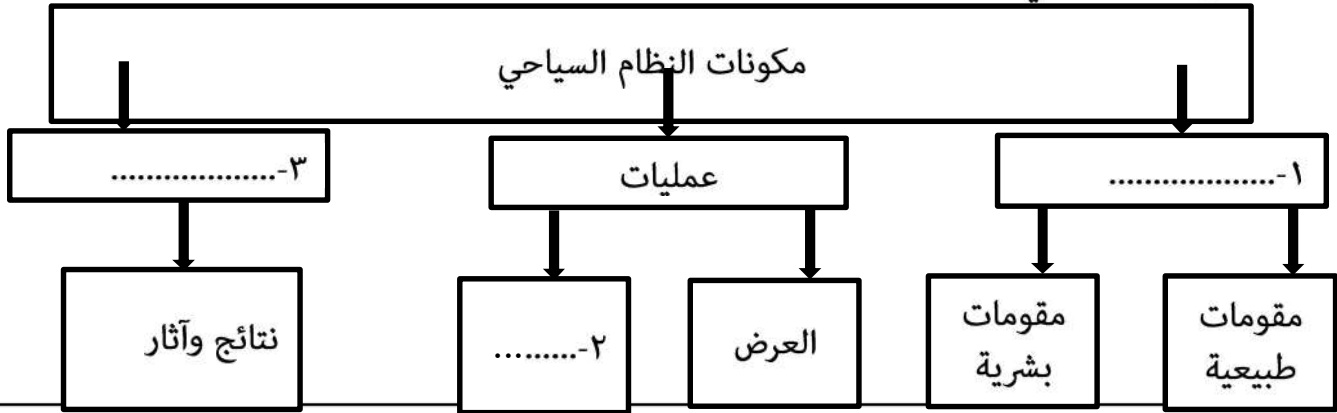 مكونات النظام السياحي
١-...................
عمليات
٣-...................
مقومات
طبيعية
مقومات
بشرية
العرض
٢-.........
نتائج وآثار